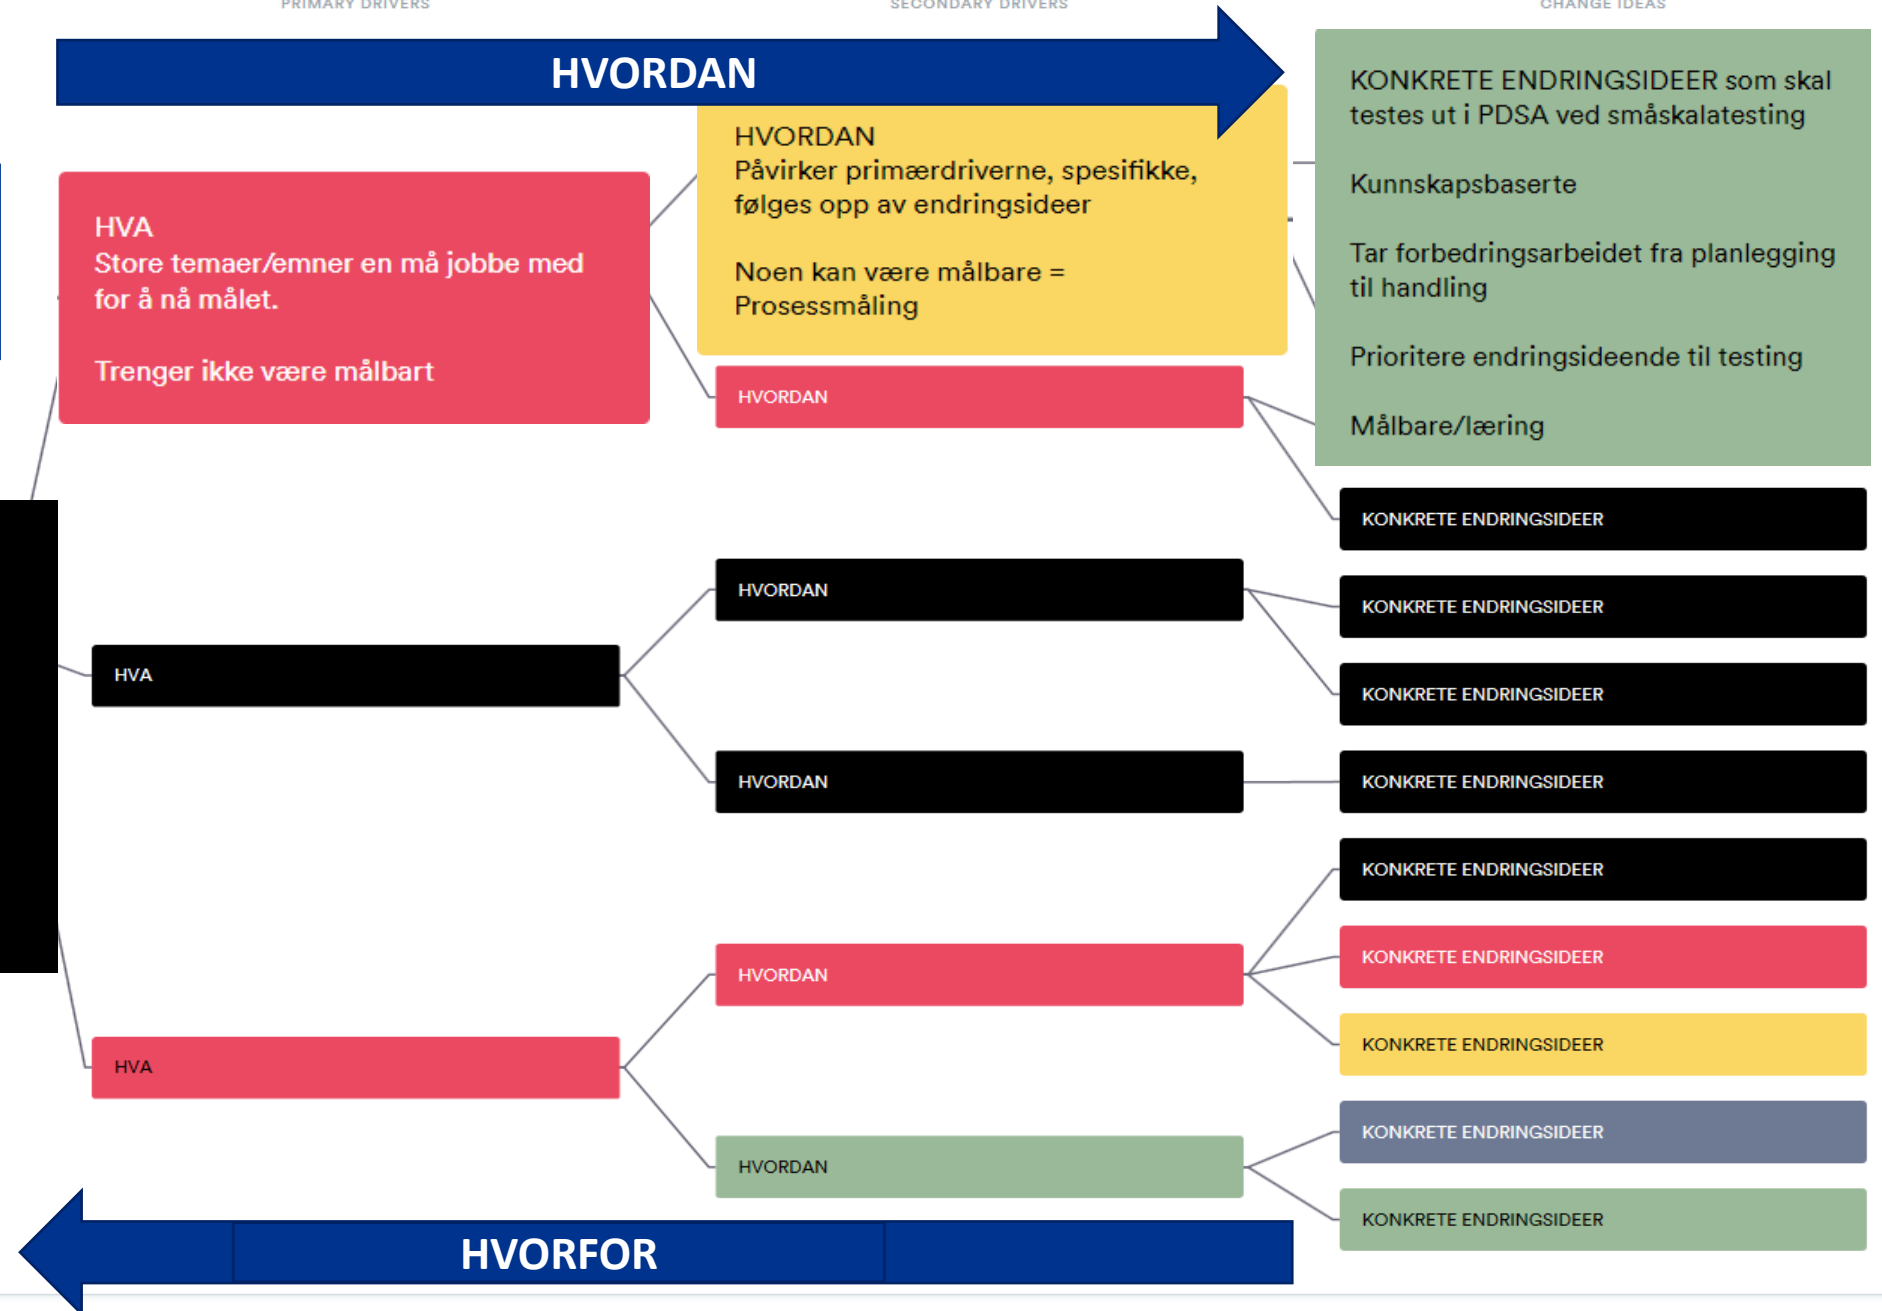 PRIMARY DRIVERS
SECONDARY DRIVERS
CHANGE IDEAS
HVORDAN
HVA
Store temaer/emner en må jobbe med
for å nå målet.
Trenger ikke være målbart
HVORDAN
Påvirker primærdriverne, spesifikke,
følges opp av endringsideer
Noen kan være målbare =
Prosessmåling
KONKRETE ENDRINGSIDEER som skal
testes ut i PDSA ved småskalatesting
Kunnskapsbaserte
Tar forbedringsarbeidet fra planlegging
til handling
Prioritere endringsideende til testing
Målbare/læring
HVORDAN
KONKRETE ENDRINGSIDEER
HVORDAN
KONKRETE ENDRINGSIDEER
HVA
KONKRETE ENDRINGSIDEER
HVORDAN
KONKRETE ENDRINGSIDEER
KONKRETE ENDRINGSIDEER
HVORDAN
KONKRETE ENDRINGSIDEER
KONKRETE ENDRINGSIDEER
HVA
KONKRETE ENDRINGSIDEER
HVORDAN
KONKRETE ENDRINGSIDEER
HVORFOR